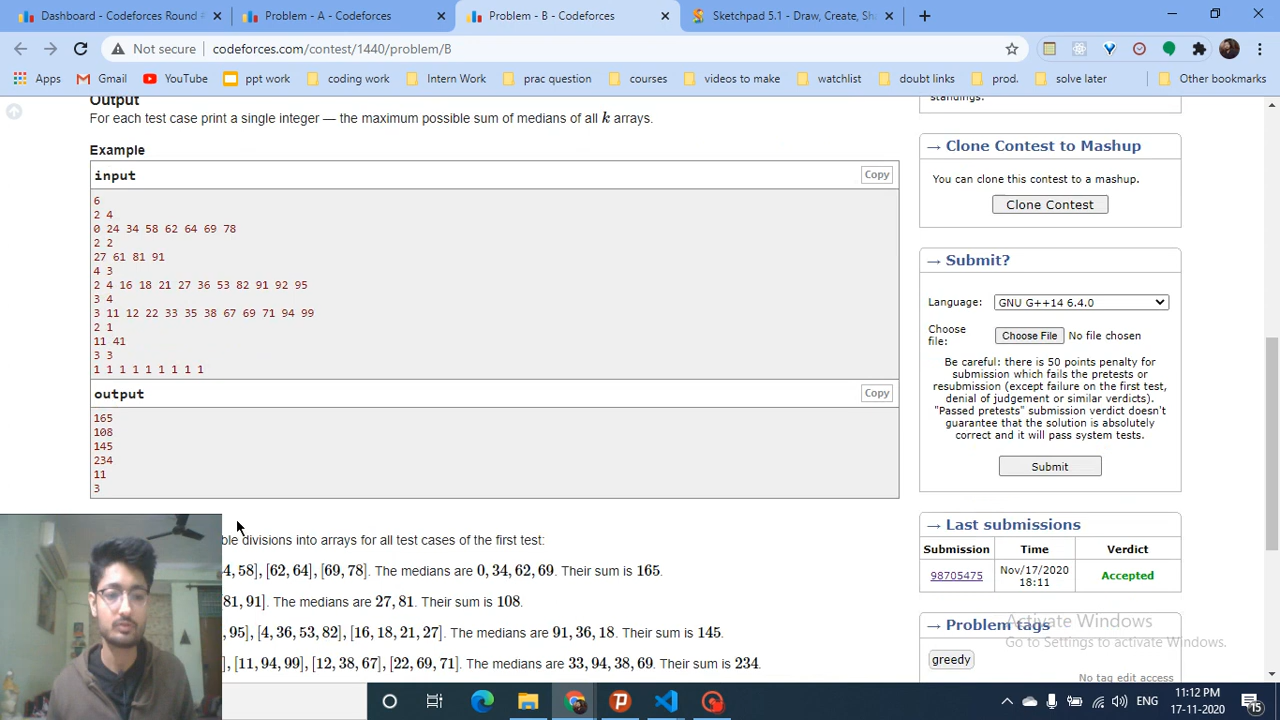 Dashboard - Codeforces Round #
Problem - A - Codeforces
Problem - B - Codeforces
Sketchpad 5.1 - Draw, Create, Sha
Not secure codeforces.com/contest/1440/problem/B
Apps Gmail YouTube ppt work coding work Intern Work prac question courses videos to make watchlist doubt links prod. solve later Other bookmarks
Output
For each test case print a single integer — the maximum possible sum of medians of all k arrays.
Example
input
Copy
6
2 4
0 24 34 58 62 64 69 78
2 2
27 61 81 91
4 3
2 4 16 18 21 27 36 53 82 91 92 95
3 4
3 11 12 22 33 35 38 67 69 71 94 99
2 1
11 41
3 3
1 1 1 1 1 1 1 1 1
output
Copy
165
108
145
234
11
3
ble divisions into arrays for all test cases of the first test:
4, 58], [62, 64], [69, 78]. The medians are 0, 34, 62, 69. Their sum is 165.
81, 91]. The medians are 27, 81. Their sum is 108.
, 95], [4, 36, 53, 82], [16, 18, 21, 27]. The medians are 91, 36, 18. Their sum is 145.
], [11, 94, 99], [12, 38, 67], [22, 69, 71]. The medians are 33, 94, 38, 69. Their sum is 234.
standings.
→ Clone Contest to Mashup
You can clone this contest to a mashup.
Clone Contest
→ Submit?
Language: GNU G++14 6.4.0
Choose file: Choose File No file chosen
Be careful: there is 50 points penalty for
submission which fails the pretests or
resubmission (except failure on the first test,
denial of judgement or similar verdicts).
"Passed pretests" submission verdict doesn't
guarantee that the solution is absolutely
correct and it will pass system tests.
Submit
→ Last submissions
Submission Time Verdict
98705475 Nov/17/2020 18:11 Accepted
→ Problem tags
greedy
No tag edit access
Activate Windows
Go to Settings to activate Windows.
ENG
11:12 PM
17-11-2020
15